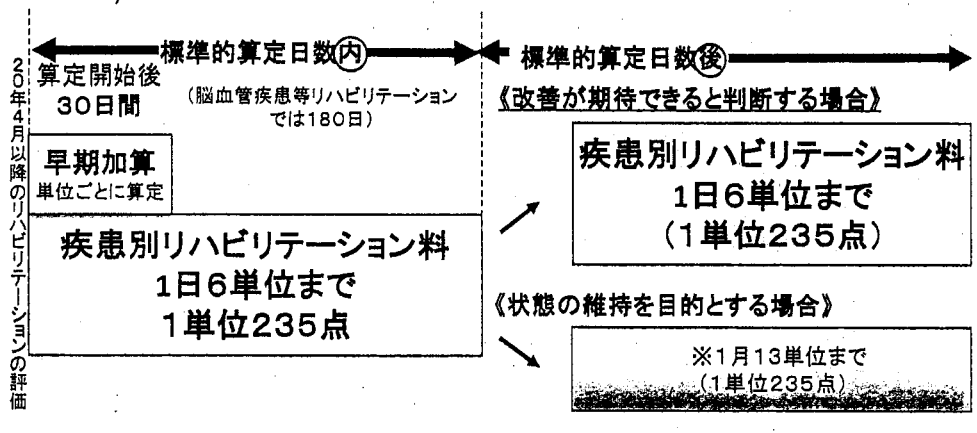 20年4月以降のリハビリテーションの評価
標準的算定日数内
算定開始後
30日間
(脳血管疾患等リハビリテーション
では180日)
早期加算
単位ごとに算定
疾患別リハビリテーション料
1日6単位まで
1単位235点
標準的算定日数後
《改善が期待できると判断する場合》
疾患別リハビリテーション料
1日6単位まで
(1単位235点)
《状態の維持を目的とする場合》
※1月13単位まで
(1単位235点)